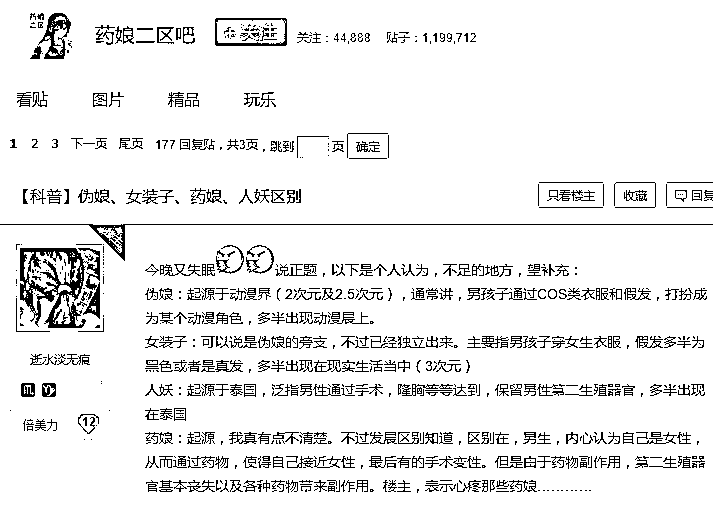 药娘
二区
药娘二区吧
关注：44,888 贴子：1,199,712
看贴 图片 精品 玩乐
1 2 3 下一页 尾页 177 回复贴，共3页，跳到 页 确定
【科普】伪娘、女装子、药娘、人妖区别
只看楼主 收藏 回复
今晚又失眠 说正题，以下是个人认为，不足的地方，望补充：
伪娘：起源于动漫界（2次元及2.5次元），通常讲，男孩子通过COS类衣服和假发，打扮成
为某个动漫角色，多半出现动漫展上。
女装子：可以说是伪娘的旁支，不过已经独立出来。主要指男孩子穿女生衣服，假发多半为
黑色或者是真发，多半出现在现实生活当中（3次元）
人妖：起源于泰国，泛指男性通过手术，隆胸等等达到，保留男性第二生殖器官，多半出现
在泰国
药娘：起源，我真有点不清楚。不过发展区别知道，区别在，男生，内心认为自己是女性，
从而通过药物，使得自己接近女性，最后有的手术变性。但是由于药物副作用，第二生殖器
官基本丧失以及各种药物带来副作用。楼主，表示心疼那些药娘…………
逝水淡无痕
倍美力 12